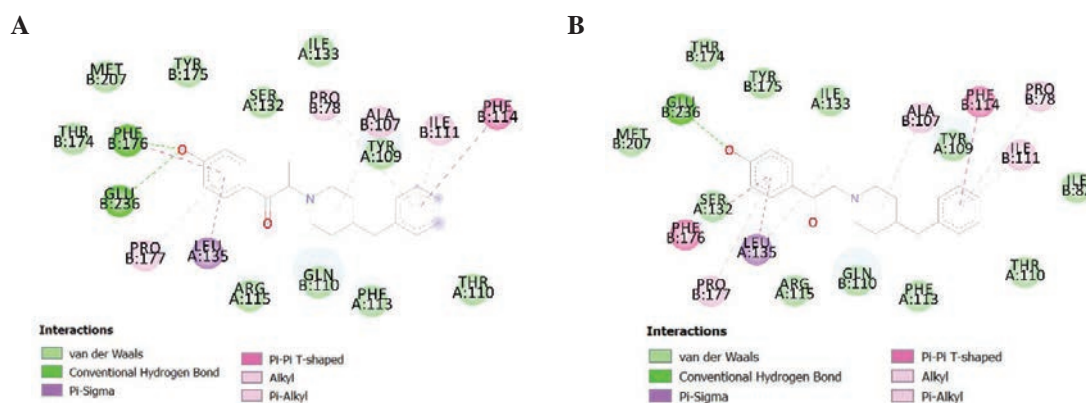 A
MET
B:207
TYR
B:175
ILE
A:133
SER
A:132
PRO
B:78
ALA
B:107
ILE
B:111
PHE
B:114
THR
B:174
PHE
B:176
TYR
B:109
GLU
B:236
O
N
O
PRO
B:177
LEU
A:135
ARG
A:115
GLN
B:110
PHE
A:113
THR
A:110
Interactions
van der Waals
Conventional Hydrogen Bond
Pi-Sigma
Pi-Pi T-shaped
Alkyl
Pi-Alkyl
B
THR
B:174
GLU
B:236
TYR
B:175
ILE
A:133
ALA
B:107
PHE
B:114
PRO
B:78
MET
B:207
TYR
B:109
ILE
B:111
O
ILE
SER
A:132
PHE
B:176
N
O
LEU
A:135
PRO
B:177
ARG
A:115
GLN
B:110
PHE
A:113
THR
A:110
Interactions
van der Waals
Conventional Hydrogen Bond
Pi-Sigma
Pi-Pi T-shaped
Alkyl
Pi-Alkyl